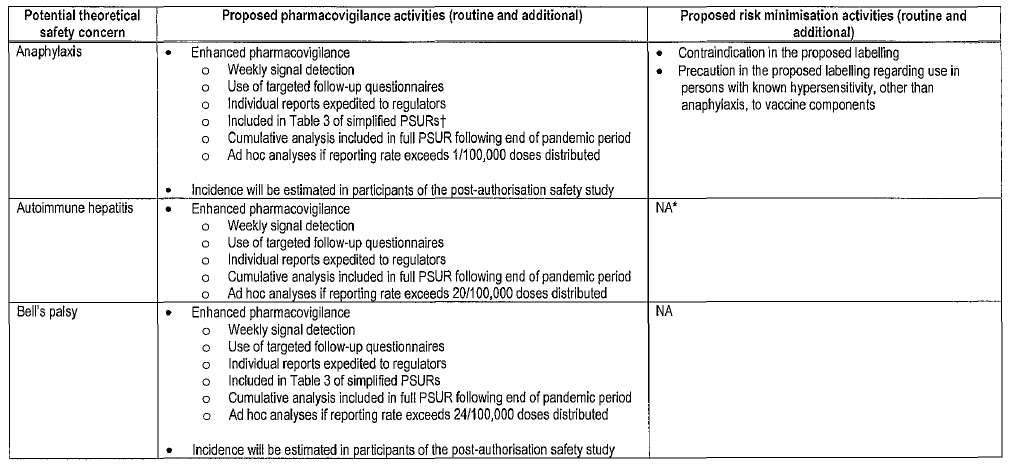 Potential theoretical safety concern
Proposed pharmacovigilance activities (routine and additional)
Proposed risk minimisation activities (routine and additional)
Anaphylaxis
• Enhanced pharmacovigilance
o Weekly signal detection
o Use of targeted follow-up questionnaires
o Individual reports expedited to regulators
o Included in Table 3 of simplified PSURs†
o Cumulative analysis included in full PSUR following end of pandemic period
o Ad hoc analyses if reporting rate exceeds 1/100,000 doses distributed
• Incidence will be estimated in participants of the post-authorisation safety study
• Contraindication in the proposed labelling
• Precaution in the proposed labelling regarding use in
persons with known hypersensitivity, other than
anaphylaxis, to vaccine components
Autoimmune hepatitis
• Enhanced pharmacovigilance
o Weekly signal detection
o Use of targeted follow-up questionnaires
o Individual reports expedited to regulators
o Cumulative analysis included in full PSUR following end of pandemic period
o Ad hoc analyses if reporting rate exceeds 20/100,000 doses distributed
NA*
Bell's palsy
• Enhanced pharmacovigilance
o Weekly signal detection
o Use of targeted follow-up questionnaires
o Individual reports expedited to regulators
o Included in Table 3 of simplified PSURs
o Cumulative analysis included in full PSUR following end of pandemic period
o Ad hoc analyses if reporting rate exceeds 24/100,000 doses distributed
• Incidence will be estimated in participants of the post-authorisation safety study
NA